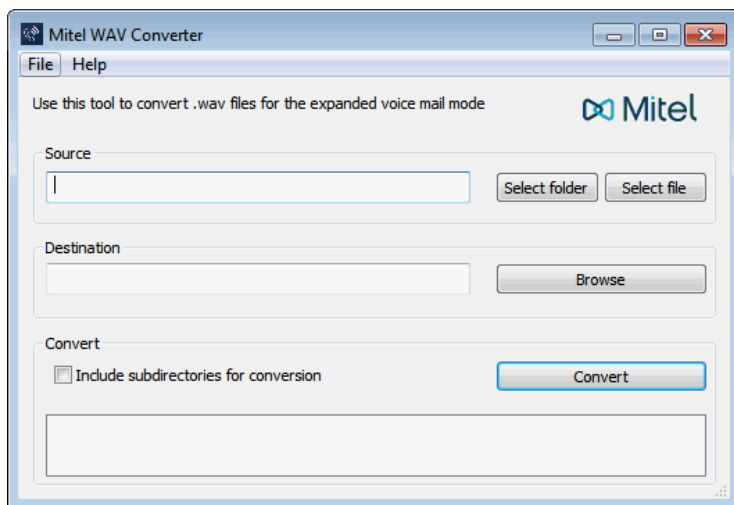 Mitel WAV Converter
File Help
Use this tool to convert .wav files for the expanded voice mail mode
Mitel
Source
Select folder Select file
Destination
Browse
Convert
Include subdirectories for conversion Convert